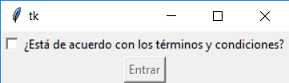 tk
¿Está de acuerdo con los términos y condiciones?
Entrar